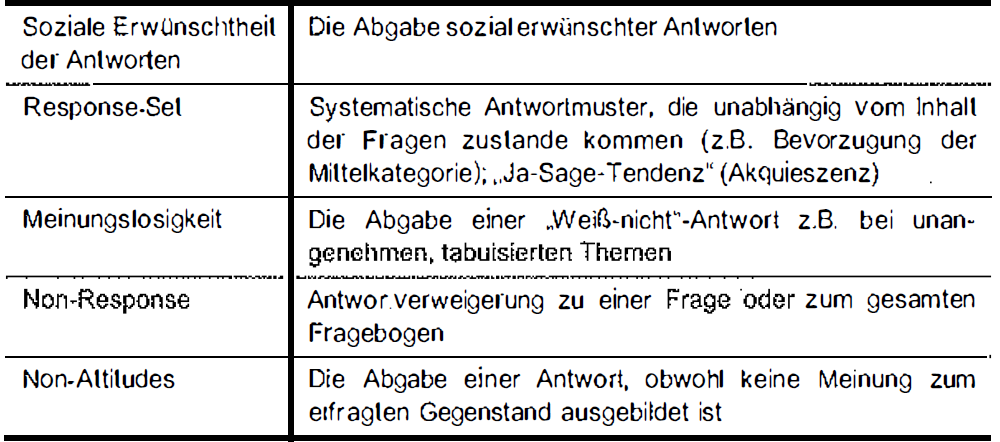 Soziale Erwünschtheit der Antworten
Die Abgabe sozial erwünschter Antworten
Response-Set
Systematische Antwortmuster, die unabhängig vom Inhalt
der Fragen zustande kommen (z.B. Bevorzugung der
Mittelkategorie); „Ja-Sage-Tendenz“ (Akquieszenz)
Meinungslosigkeit
Die Abgabe einer „Weiß-nicht“-Antwort z.B. bei unan-
genehmen, tabuisierten Themen
Non-Response
Antwortverweigerung zu einer Frage oder zum gesamten
Fragebogen
Non-Attitudes
Die Abgabe einer Antwort, obwohl keine Meinung zum
erfragten Gegenstand ausgebildet ist